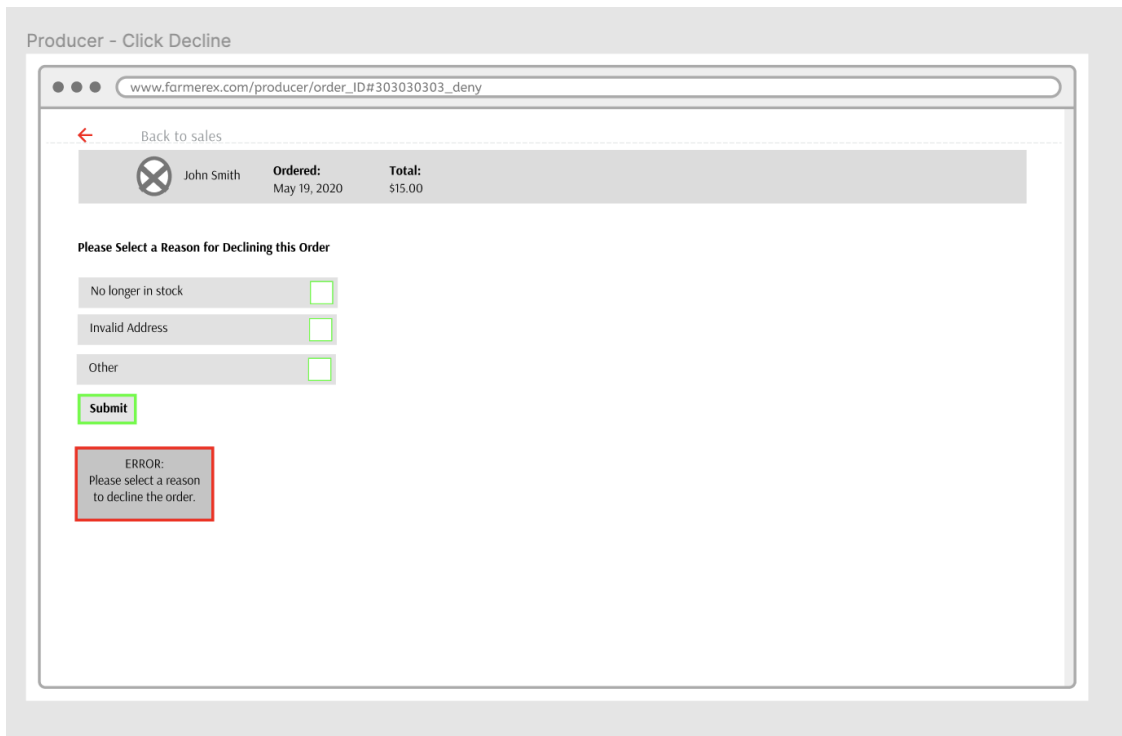 Producer - Click Decline
www.farmerex.com/producer/order_ID#303030303_deny
Back to sales
John Smith
Ordered:
May 19, 2020
Total:
$15.00
Please Select a Reason for Declining this Order
No longer in stock
Invalid Address
Other
Submit
ERROR:
Please select a reason
to decline the order.